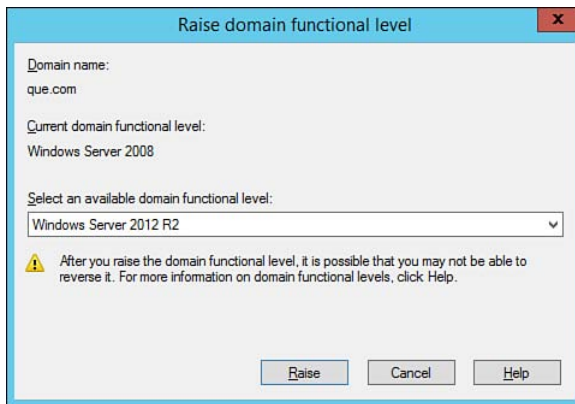 Raise domain functional level
x
Domain name:
que.com
Current domain functional level:
Windows Server 2008
Select an available domain functional level:
Windows Server 2012 R2
After you raise the domain functional level, it is possible that you may not be able to
reverse it. For more information on domain functional levels, click Help.
Raise
Cancel
Help